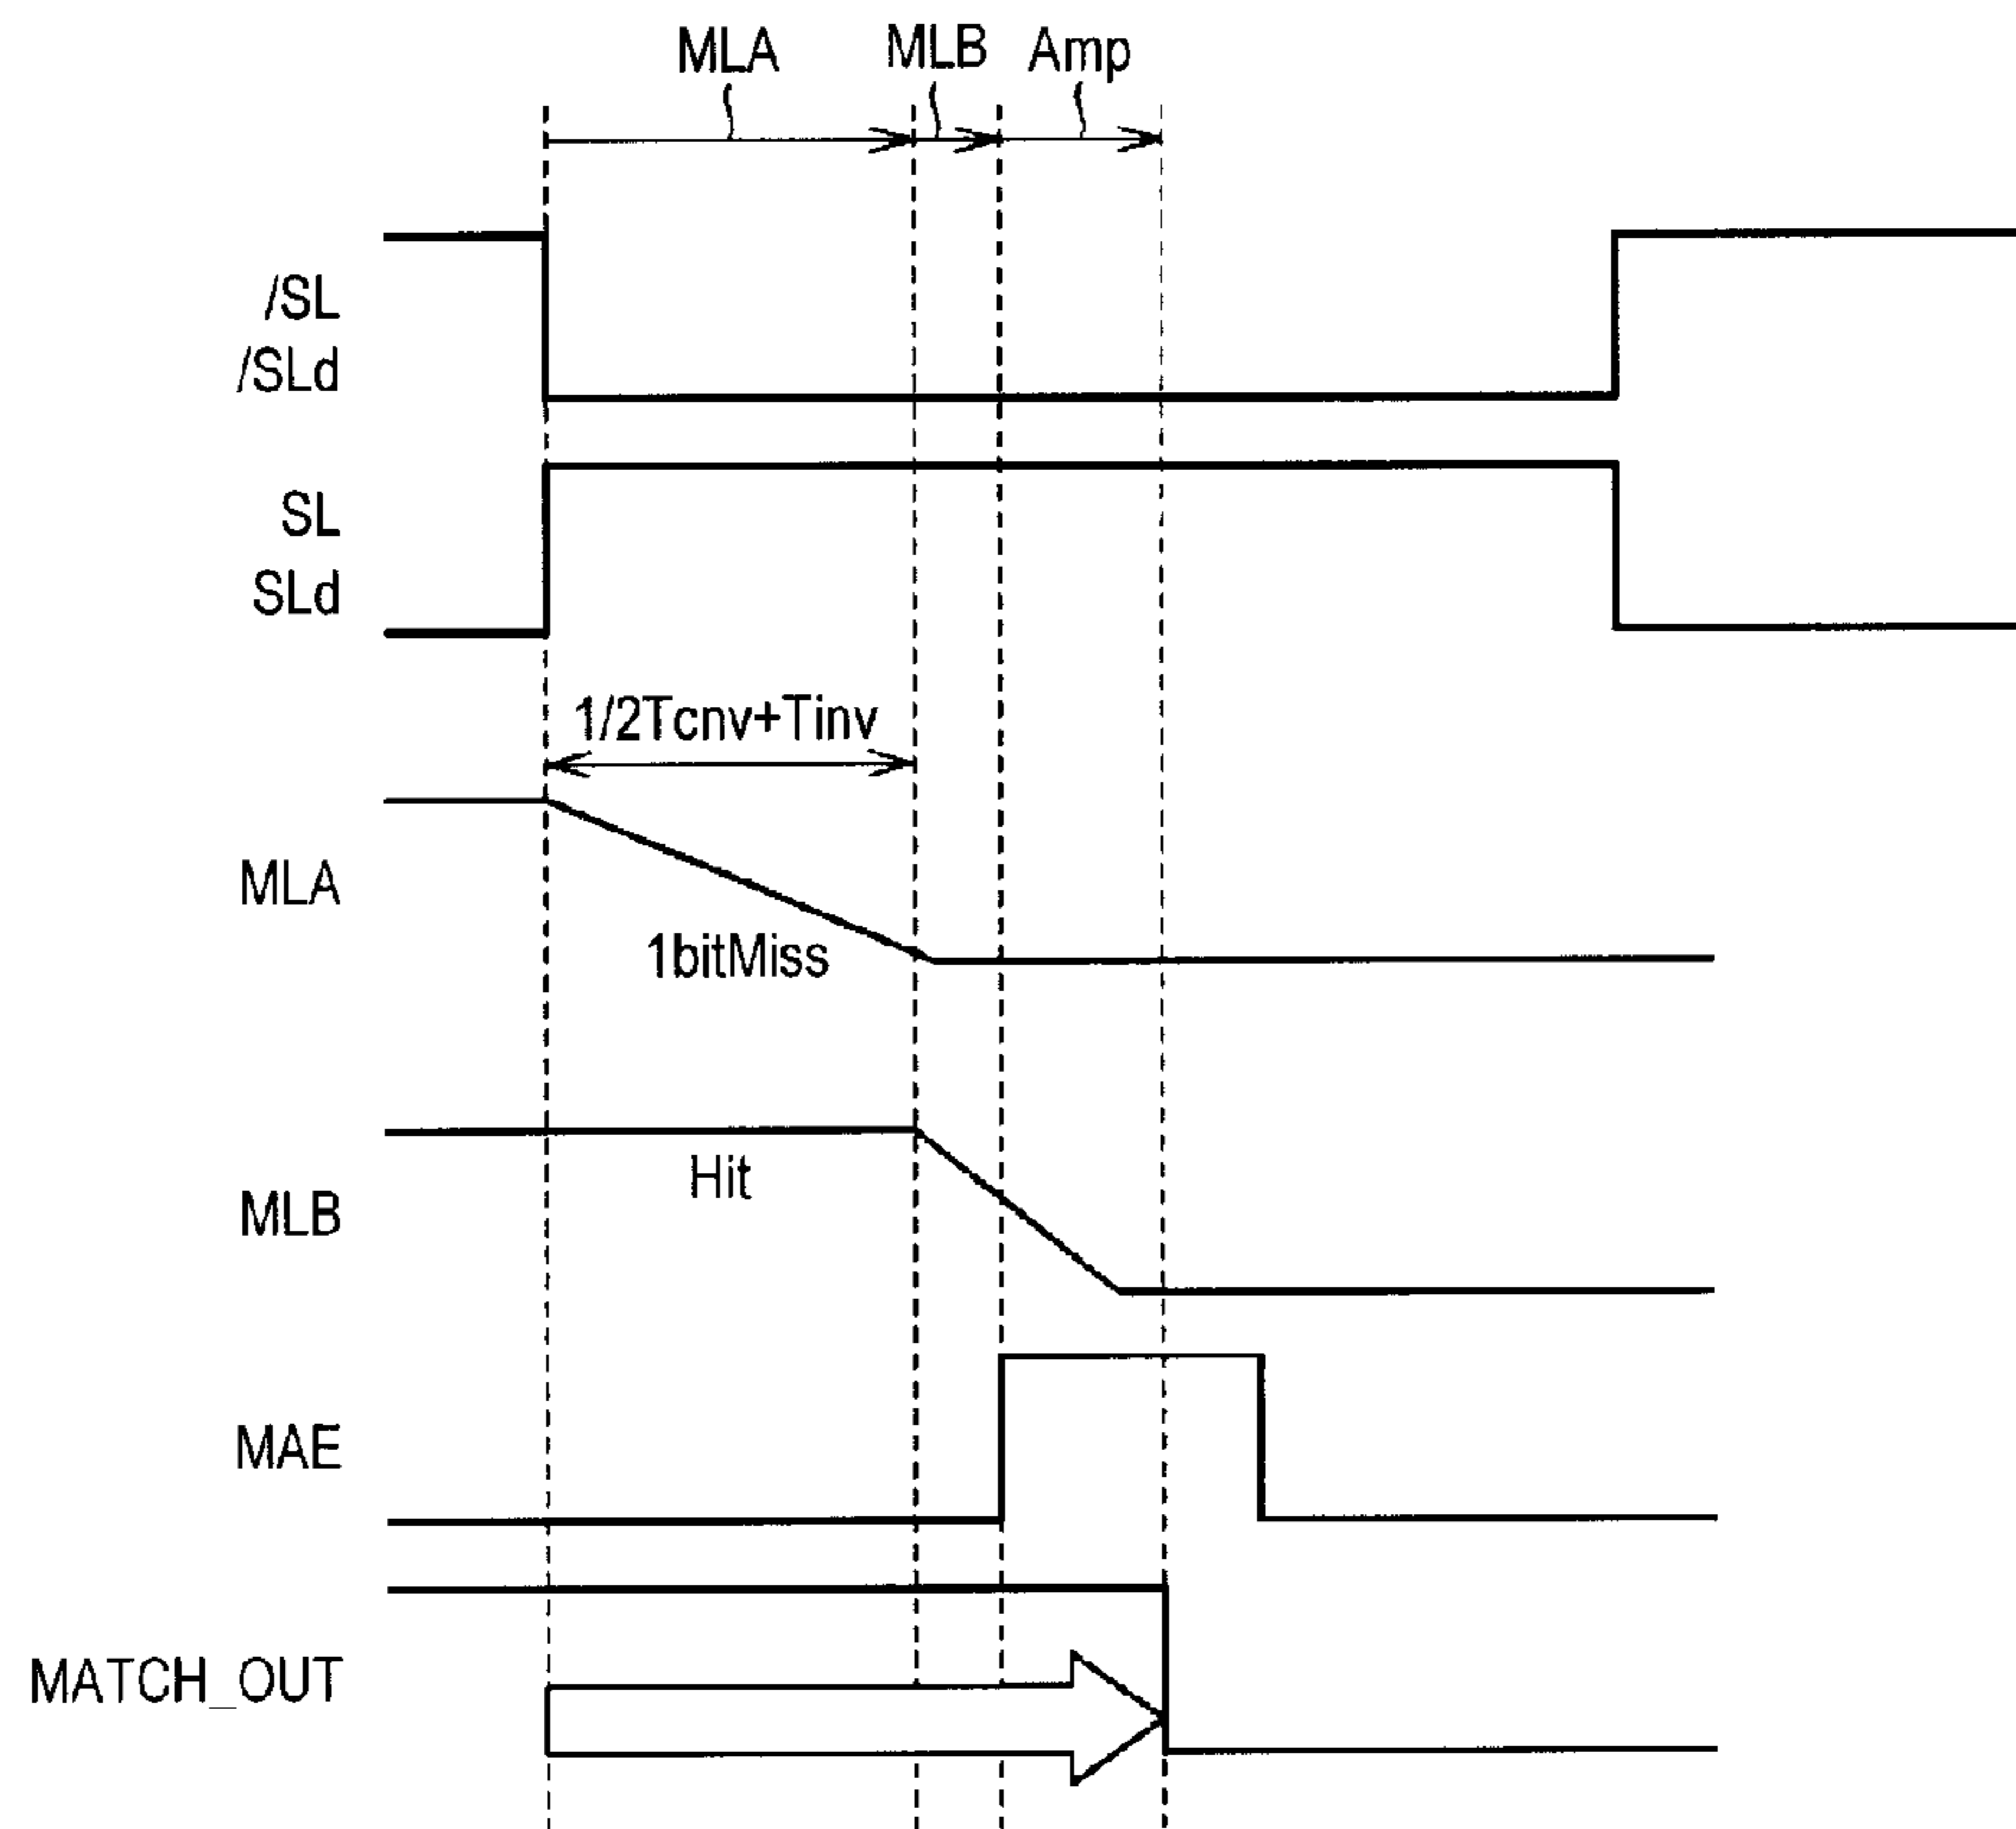 MLA MLB Amp
/SL
/SLd
SL
SLd
1/2Tcnv+Tinv
MLA
1bitMiss
Hit
MLB
MAE
MATCH_OUT